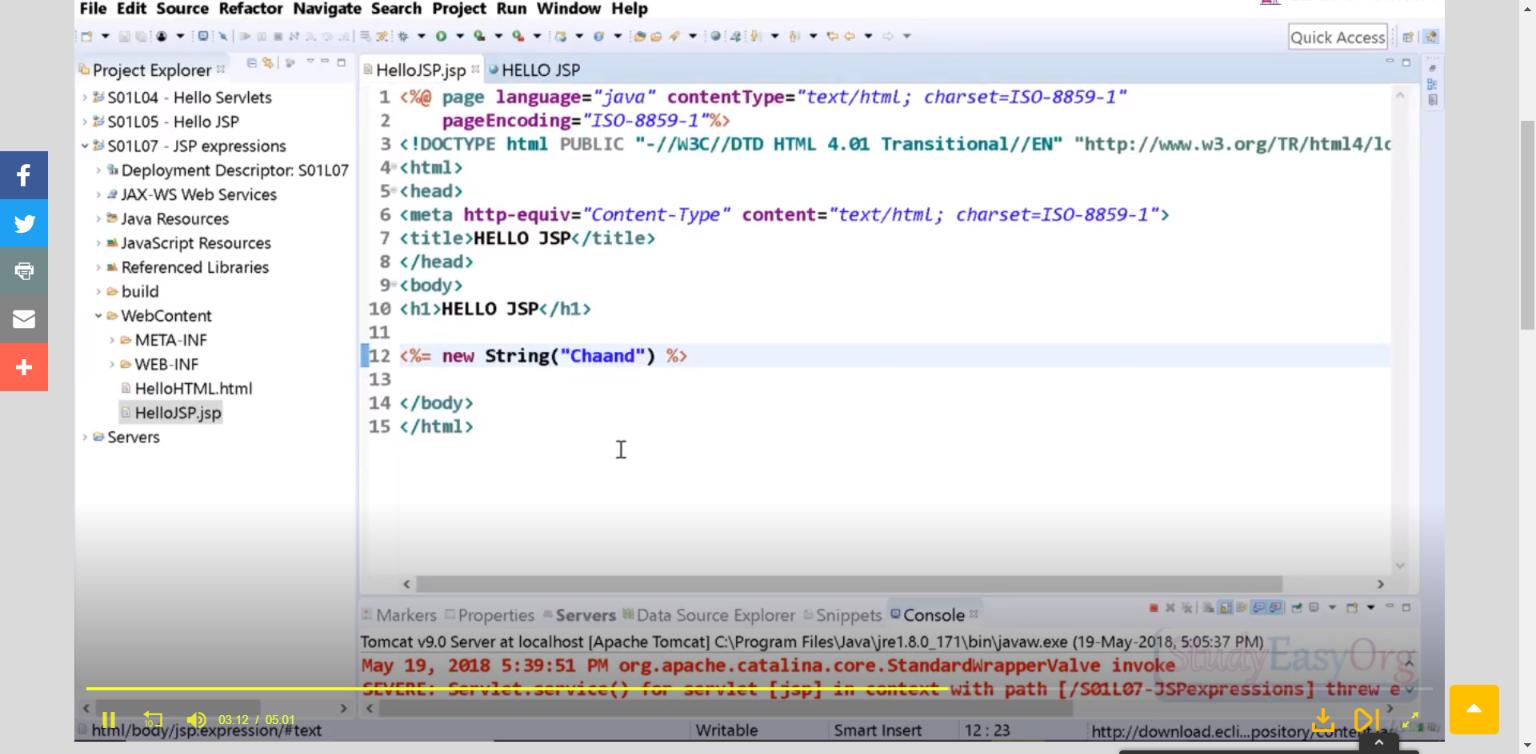 File Edit Source Refactor Navigate Search Project Run Window Help
Quick Access
Project Explorer
S01L04 - Hello Servlets
S01L05 - Hello JSP
S01L07 - JSP expressions
Deployment Descriptor: S01L07
JAX-WS Web Services
Java Resources
JavaScript Resources
Referenced Libraries
build
WebContent
META-INF
WEB-INF
HelloHTML.html
HelloJSP.jsp
Servers
HelloJSP.jsp HELLO JSP
1 <%@ page language="java" contentType="text/html; charset=ISO-8859-1"
2 pageEncoding="ISO-8859-1"%>
3 <!DOCTYPE html PUBLIC "-//W3C//DTD HTML 4.01 Transitional//EN" "http://www.w3.org/TR/html4/lo
4 <html>
5 <head>
6 <meta http-equiv="Content-Type" content="text/html; charset=ISO-8859-1">
7 <title>HELLO JSP</title>
8 </head>
9 <body>
10 <h1>HELLO JSP</h1>
11
12 <%= new String("Chaand") %>
13
14 </body>
15 </html>
Markers Properties Servers Data Source Explorer Snippets Console
Tomcat v9.0 Server at localhost [Apache Tomcat] C:\Program Files\Java\jre1.8.0_171\bin\javaw.exe (19-May-2018, 5:05:37 PM)
May 19, 2018 5:39:51 PM org.apache.catalina.core.StandardWrapperValve invoke
StudyEasyOrg
SEVERE: Servlet.service() for servlet [jsp] in context with path [/S01L07-JSPexpressions] threw e
10 03:12 / 05:01
html/body/jsp:expression/#text Writable Smart Insert 12 : 23 http://download.ecli...pository/content